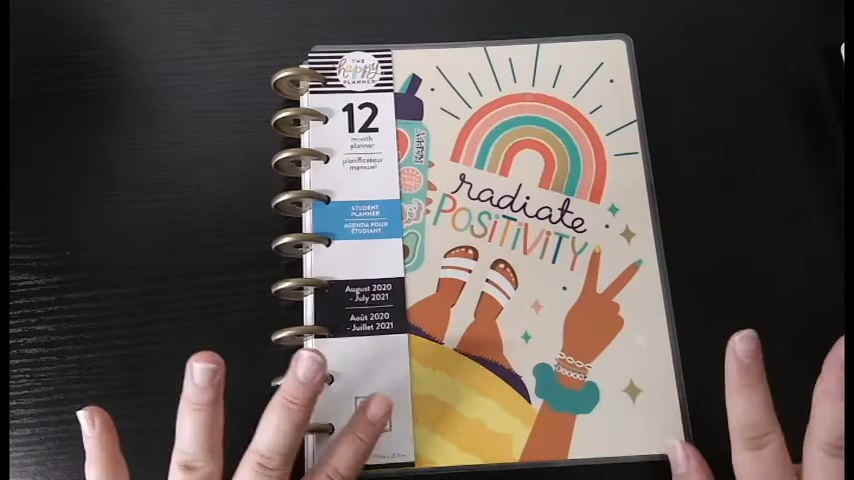 THE
happy
PLANNER
12
month
planner
planificateur
mensuel
STUDENT
PLANNER
AGENDA POUR
ÉTUDIANT
August 2020
- July 2021
Août 2020
- Juillet 2021
HAPPY
radiate
POSITIVITY